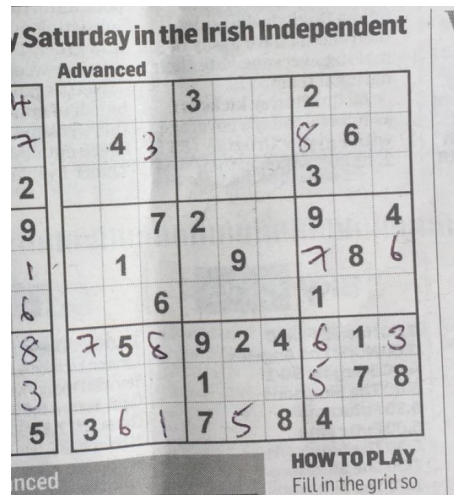 y Saturday in the Irish Independent
Advanced
4 3 2
7 4 3 8 6
2 3
9 7 2 9 4
1 1 9 7 8 6
6 6 1
8 7 5 8 9 2 4 6 1 3
3 1 5 7 8
5 3 6 1 7 5 8 4
HOW TO PLAY
nced Fill in the grid so